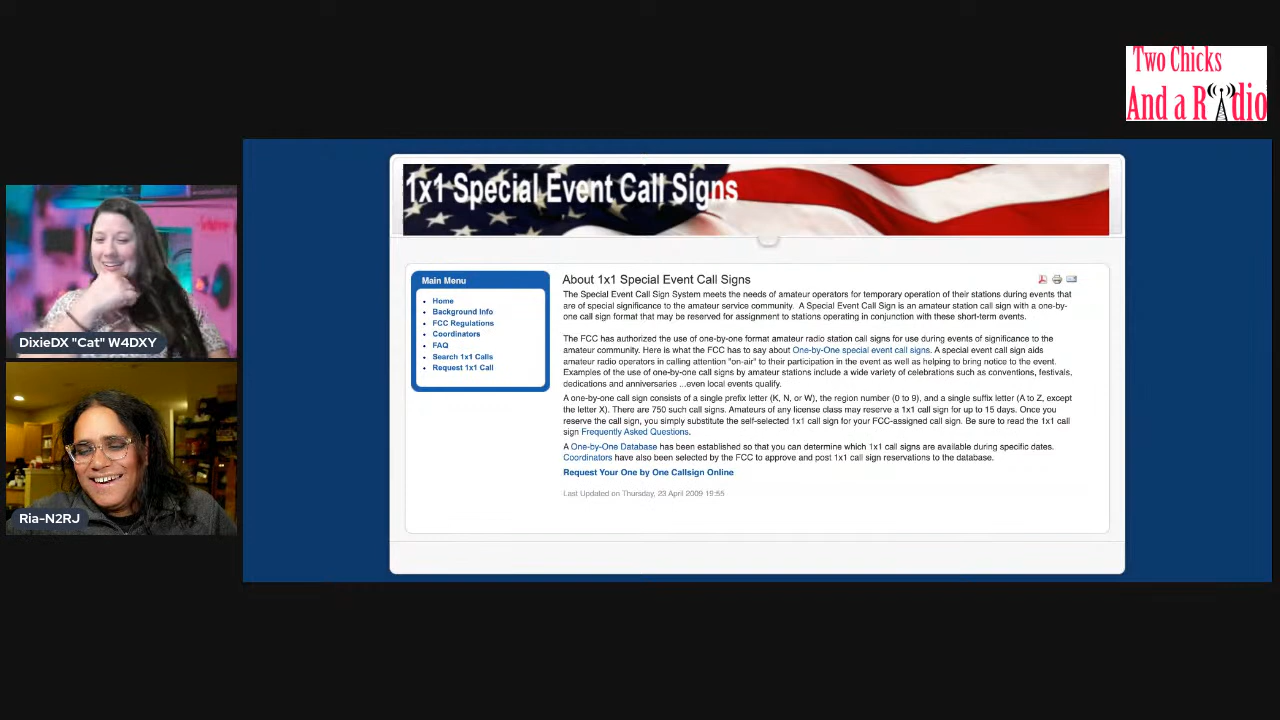 Two Chicks
And a Radio
1x1 Special Event Call Signs
Main Menu
Home
Background Info
FCC Regulations
Coordinators
FAQ
Search 1x1 Calls
Request 1x1 Call
About 1x1 Special Event Call Signs
The Special Event Call Sign System meets the needs of amateur operators for temporary operation of their stations during events that
are of special significance to the amateur service community. A Special Event Call Sign is an amateur station call sign with a one-by-
one call sign format that may be reserved for assignment to stations operating in conjunction with these short-term events.
The FCC has authorized the use of one-by-one format amateur radio station call signs for use during events of significance to the
amateur community. Here is what the FCC has to say about One-by-One special event call signs. A special event call sign aids
amateur radio operators in calling attention "on-air" to their participation in the event as well as helping to bring notice to the event.
Examples of the use of one-by-one call signs by amateur stations include a wide variety of celebrations such as conventions, festivals,
dedications and anniversaries ...even local events qualify.
A one-by-one call sign consists of a single prefix letter (K, N, or W), the region number (0 to 9), and a single suffix letter (A to Z, except
the letter X). There are 750 such call signs. Amateurs of any license class may reserve a 1x1 call sign for up to 15 days. Once you
reserve the call sign, you simply substitute the self-selected 1x1 call sign for your FCC-assigned call sign. Be sure to read the 1x1 call
sign Frequently Asked Questions.
A One-by-One Database has been established so that you can determine which 1x1 call signs are available during specific dates.
Coordinators have also been selected by the FCC to approve and post 1x1 call sign reservations to the database.
Request Your One by One Callsign Online
Last Updated on Thursday, 23 April 2009 19:55
DixieDX "Cat" W4DXY
Ria-N2RJ